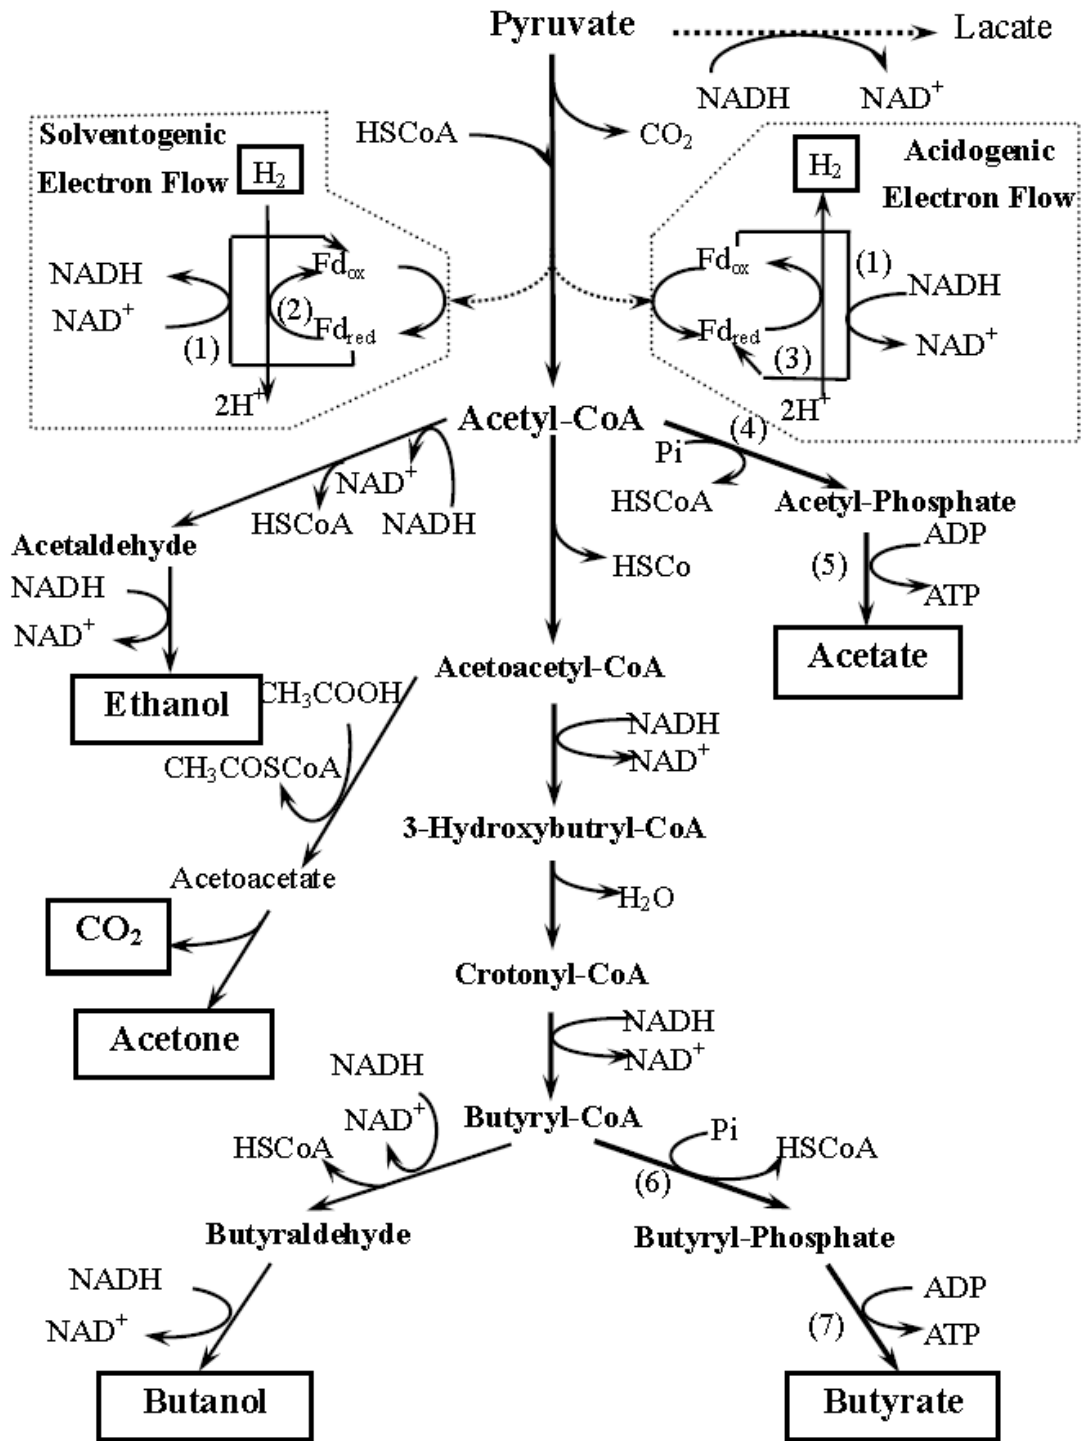 Pyruvate
Lacate
NADH
NAD⁺
HSCoA
CO₂
Solventogenic
Electron Flow
H₂
NADH
NAD⁺
(1)
(2)
Fdₒₓ
Fd_red
2H⁺
Acidogenic
Electron Flow
H₂
Fdₒₓ
Fd_red
(1)
NADH
NAD⁺
(3)
2H⁺
Acetyl-CoA
(4)
Pi
HSCoA
Acetyl-Phosphate
NAD⁺
HSCoA
NADH
Acetaldehyde
NADH
NAD⁺
Ethanol
HSCo
ADP
(5)
ATP
Acetate
Acetoacetyl-CoA
CH₃COOH
CH₃COSCoA
NADH
NAD⁺
3-Hydroxybutryl-CoA
Acetoacetate
CO₂
Acetone
H₂O
Crotonyl-CoA
NADH
NAD⁺
Butyryl-CoA
NADH
NAD⁺
HSCoA
Pi
HSCoA
(6)
Butyraldehyde
Butyryl-Phosphate
NADH
NAD⁺
ADP
(7)
ATP
Butanol
Butyrate